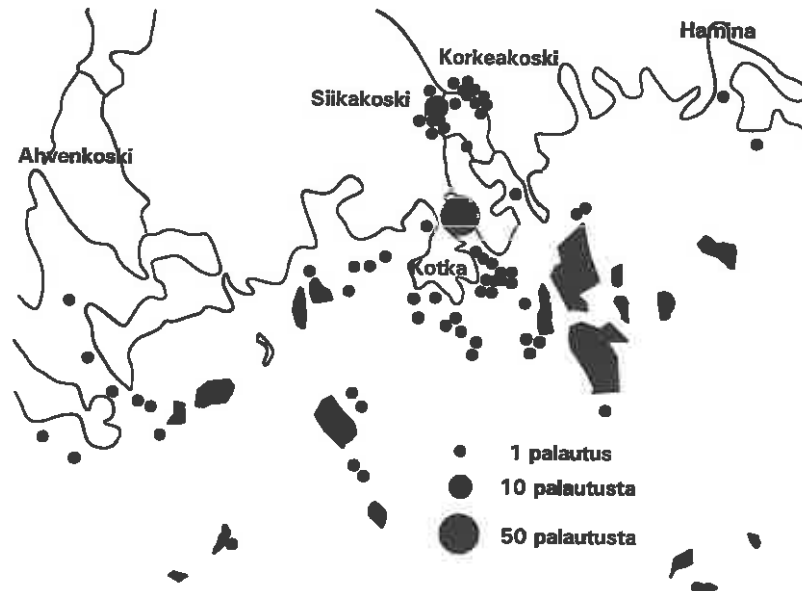 Hamina
Korkeakoski
Siikakoski
Ahvenkoski
Kotka
1 palautus
10 palautusta
50 palautusta